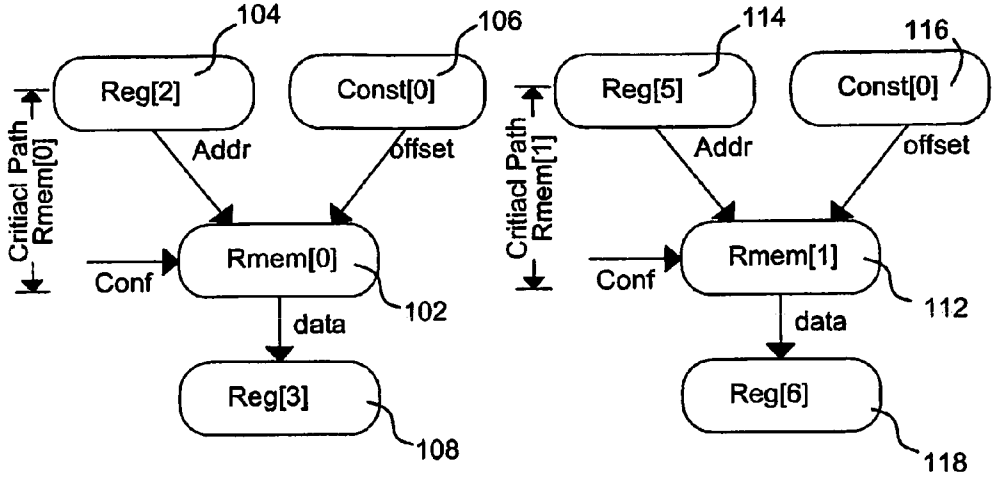 104
106
114
116
Reg[2]
Const[0]
Reg[5]
Const[0]
Critiacl Path
Rmem[0]
Addr
offset
Critiacl Path
Rmem[1]
Addr
offset
Rmem[0]
Conf
102
Rmem[1]
Conf
112
data
data
Reg[3]
108
Reg[6]
118